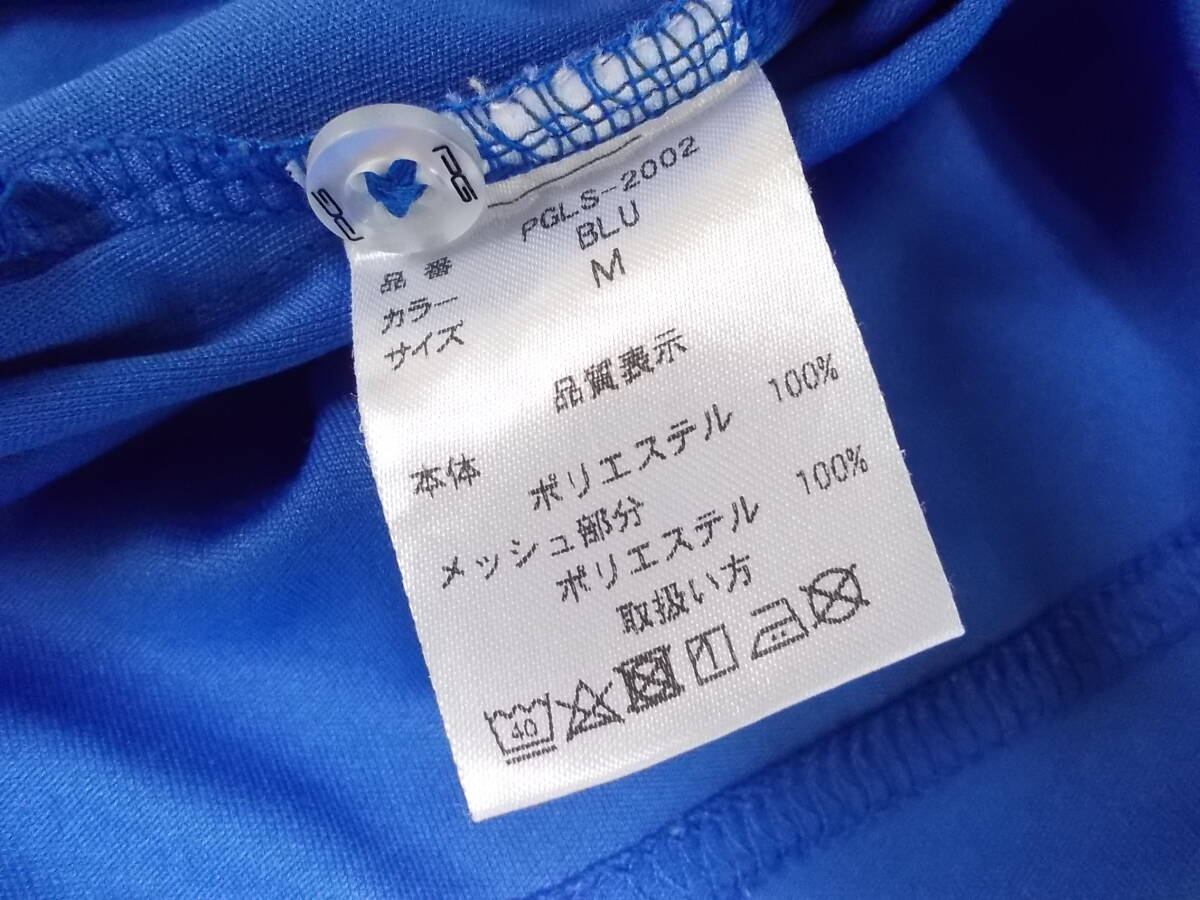 PG
PG
品番 PGLS-2002
カラー BLU
サイズ M
品質表示
本体 ポリエステル 100%
メッシュ部分
ポリエステル 100%
取扱い方
40